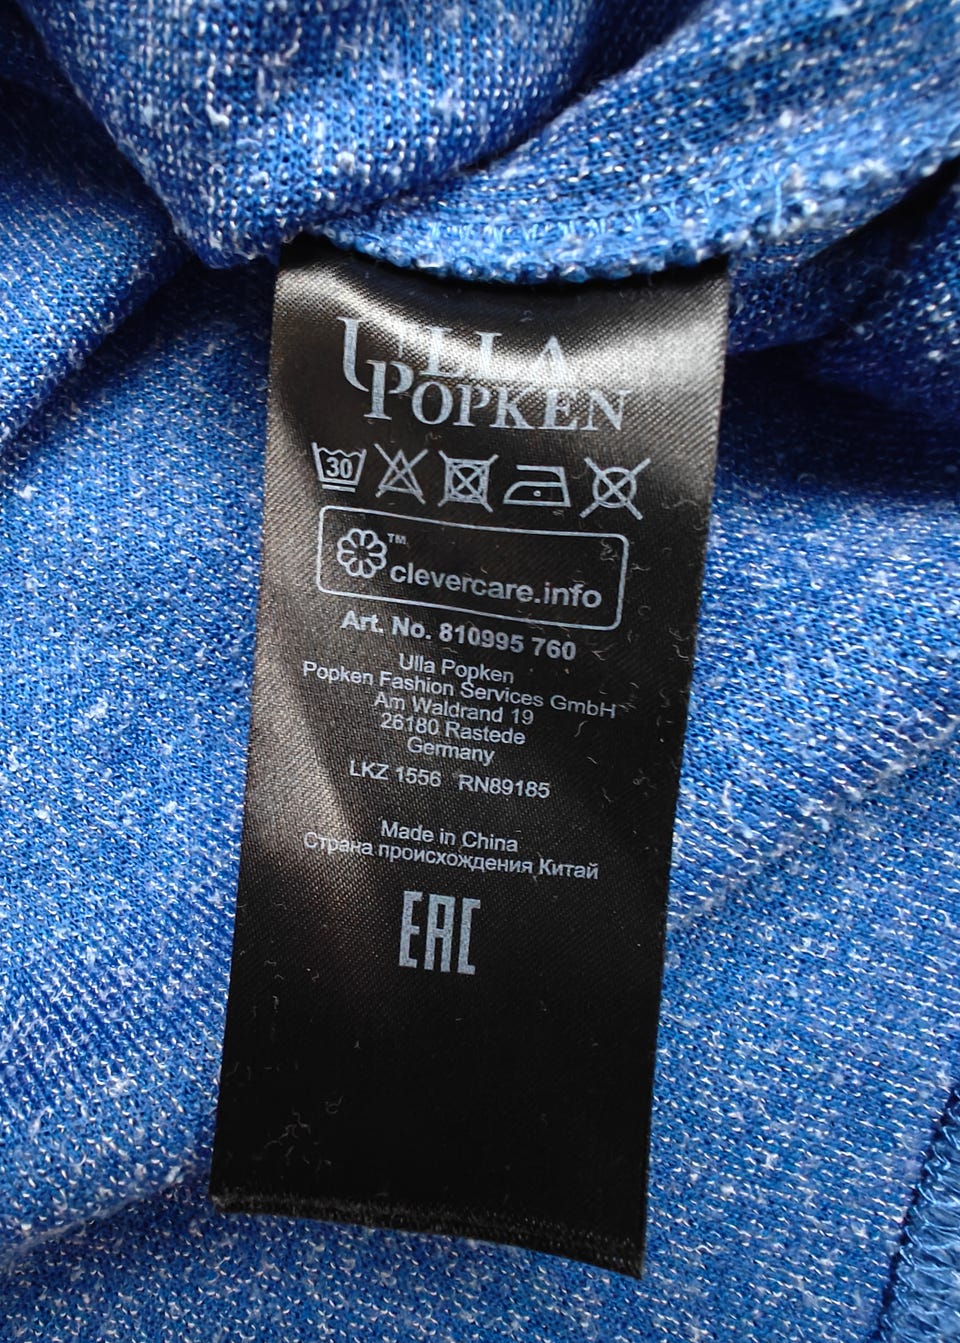 ULLA
POPKEN
30
™
clevercare.info
Art. No. 810995 760
Ulla Popken
Popken Fashion Services GmbH
Am Waldrand 19
26180 Rastede
Germany
LKZ 1556 RN89185
Made in China
Страна происхождения Китай
EAC